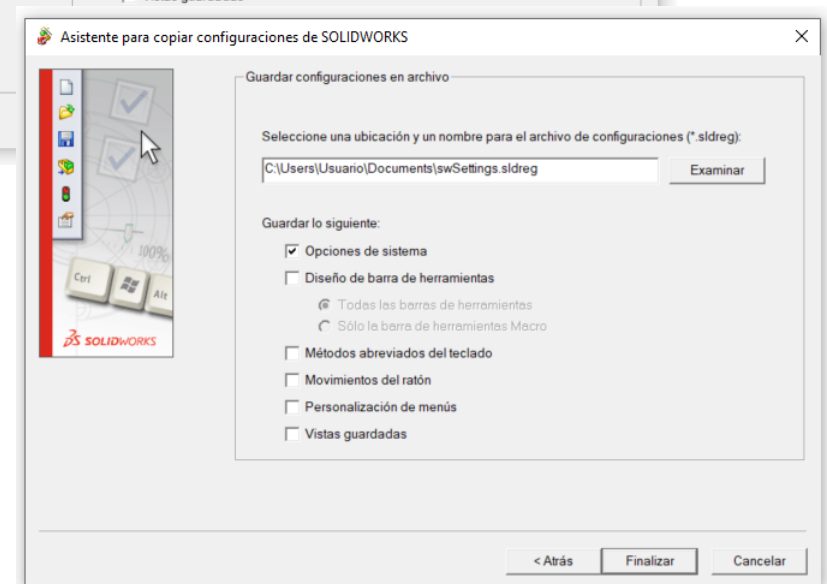 Vistas guardadas
Asistente para copiar configuraciones de SOLIDWORKS
Guardar configuraciones en archivo
Seleccione una ubicación y un nombre para el archivo de configuraciones (*.sldreg):
C:\Users\Usuario\Documents\swSettings.sldreg
Examinar
Guardar lo siguiente:
Opciones de sistema
Diseño de barra de herramientas
Todas las barras de herramientas
Sólo la barra de herramientas Macro
Métodos abreviados del teclado
Movimientos del ratón
Personalización de menús
Vistas guardadas
100%
Ctrl
Alt
SOLIDWORKS
< Atrás
Finalizar
Cancelar